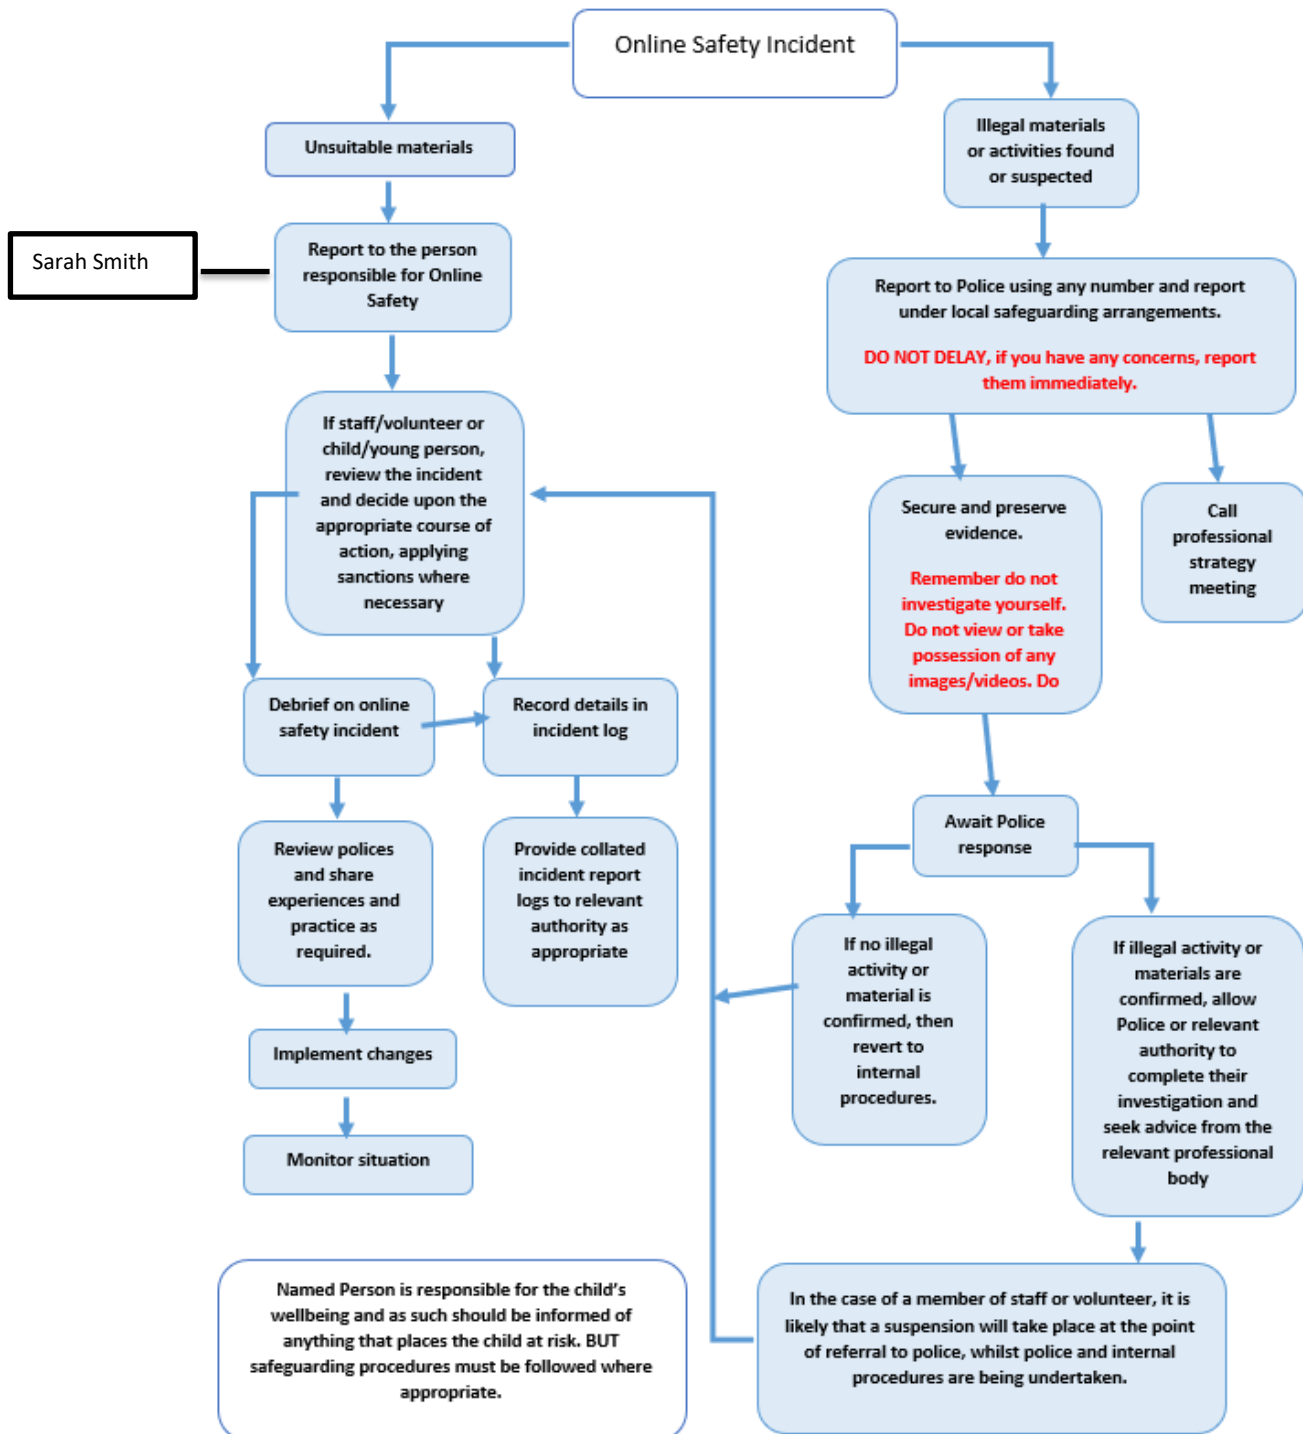 Online Safety Incident
Unsuitable materials
Illegal materials
or activities found
or suspected
Sarah Smith
Report to the person
responsible for Online
Safety
Report to Police using any number and report
under local safeguarding arrangements.
DO NOT DELAY, if you have any concerns, report
them immediately.
If staff/volunteer or
child/young person,
review the incident
and decide upon the
appropriate course of
action, applying
sanctions where
necessary
Secure and preserve
evidence.
Remember do not
investigate yourself.
Do not view or take
possession of any
images/videos. Do
Call
professional
strategy
meeting
Debrief on online
safety incident
Record details in
incident log
Review polices
and share
experiences and
practice as
required.
Provide collated
incident report
logs to relevant
authority as
appropriate
Await Police
response
If no illegal
activity or
material is
confirmed, then
revert to
internal
procedures.
If illegal activity or
materials are
confirmed, allow
Police or relevant
authority to
complete their
investigation and
seek advice from the
relevant professional
body
Implement changes
Monitor situation
Named Person is responsible for the child's
wellbeing and as such should be informed of
anything that places the child at risk. BUT
safeguarding procedures must be followed where
appropriate.
In the case of a member of staff or volunteer, it is
likely that a suspension will take place at the point
of referral to police, whilst police and internal
procedures are being undertaken.